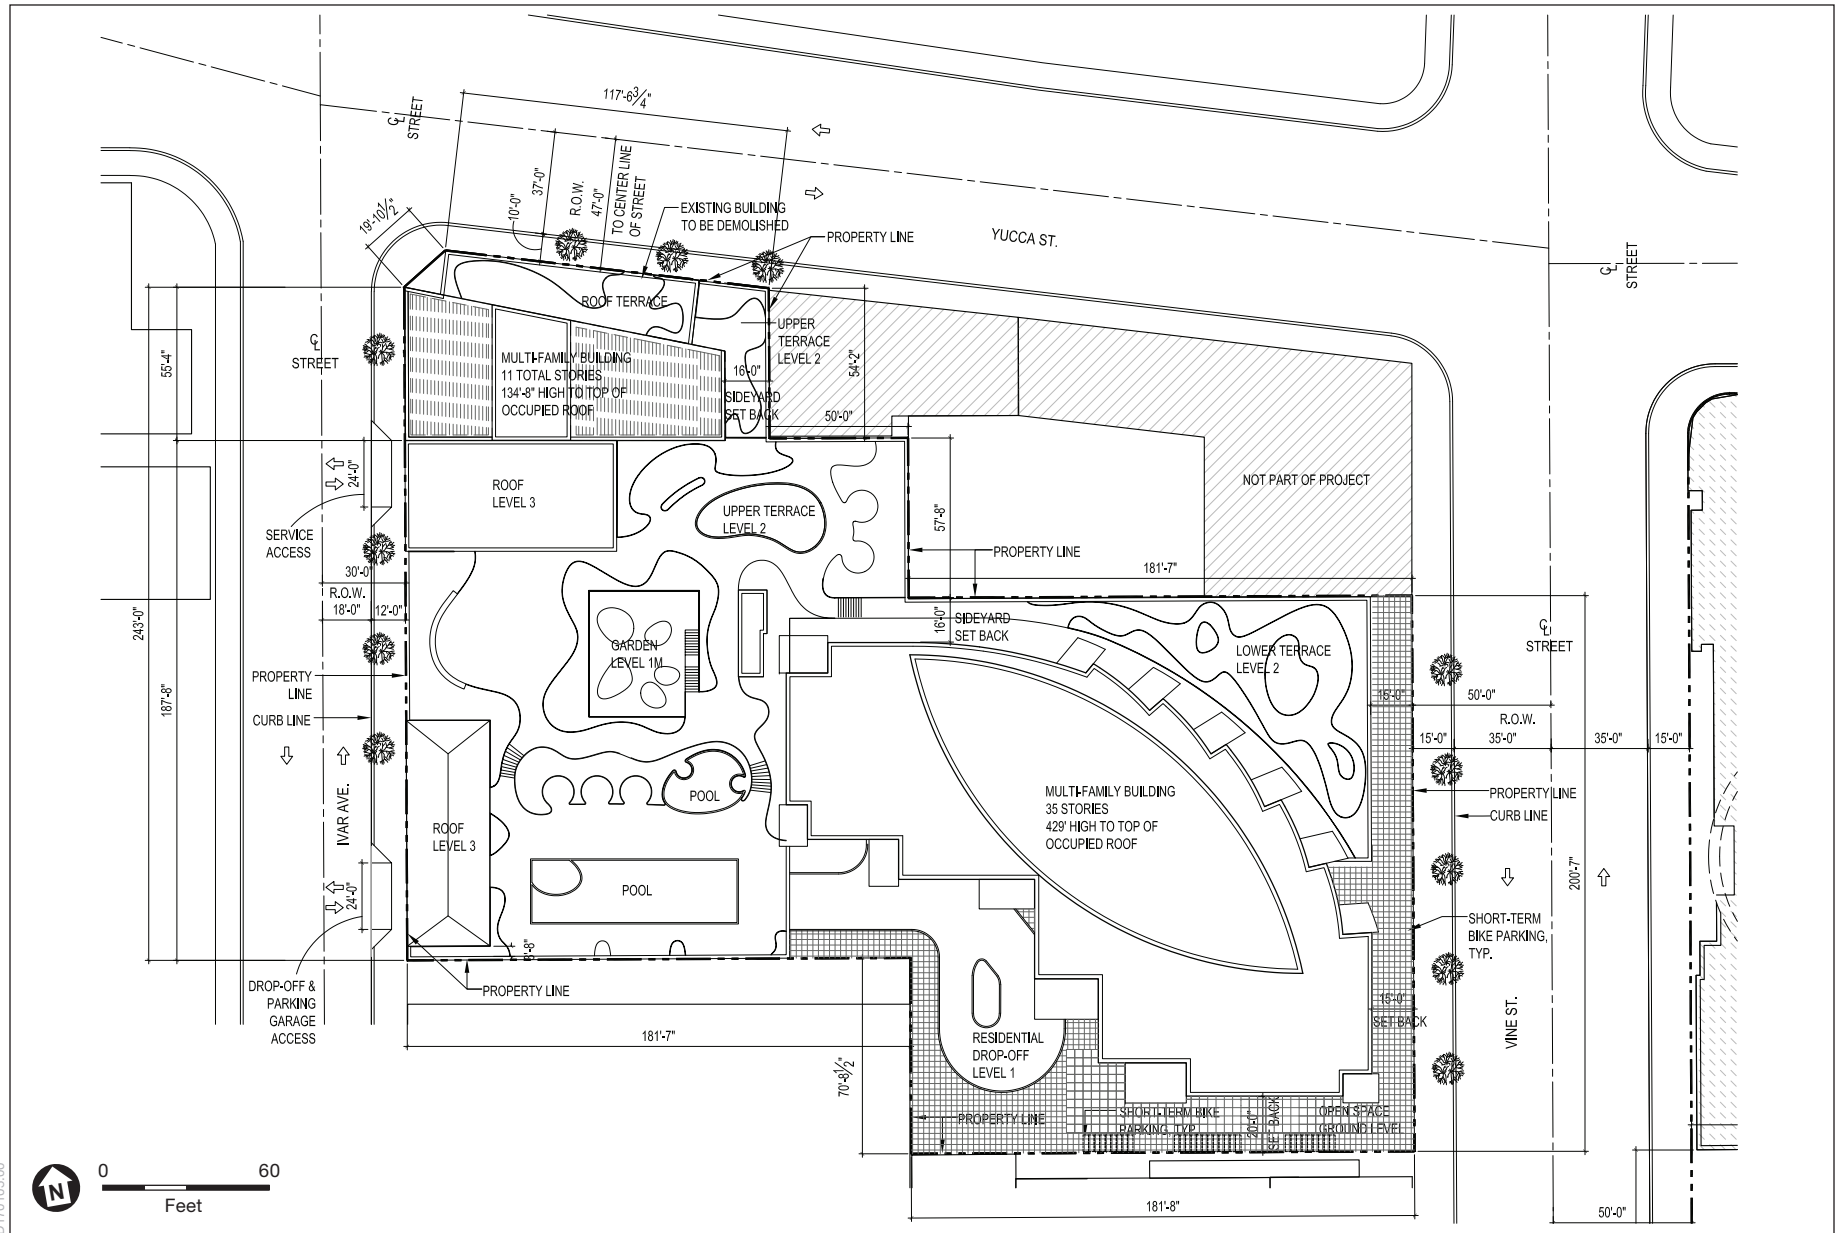 117'-6 3/4"
℄
STREET
19'-10 1/2"
10'-0"
37'-0"
R.O.W.
47'-0"
TO CENTER LINE
OF STREET
EXISTING BUILDING
TO BE DEMOLISHED
PROPERTY LINE
YUCCA ST.
℄
STREET
ROOF TERRACE
UPPER
TERRACE
LEVEL 2
℄
STREET
55'-4"
MULTI-FAMILY BUILDING
11 TOTAL STORIES
134'-8" HIGH TO TOP OF
OCCUPIED ROOF
16'-0"
SIDEYARD
SET BACK
54'-2"
50'-0"
24'-0"
ROOF
LEVEL 3
UPPER TERRACE
LEVEL 2
57'-8"
NOT PART OF PROJECT
SERVICE
ACCESS
PROPERTY LINE
181'-7"
30'-0"
R.O.W.
18'-0"
12'-0"
243'-0"
187'-8"
16'-0"
SIDEYARD
SET BACK
GARDEN
LEVEL 1M
LOWER TERRACE
LEVEL 2
℄
STREET
PROPERTY
LINE
CURB LINE
15'-0"
50'-0"
R.O.W.
15'-0"
35'-0"
35'-0"
15'-0"
IVAR AVE.
POOL
MULTI-FAMILY BUILDING
35 STORIES
429' HIGH TO TOP OF
OCCUPIED ROOF
PROPERTY LINE
CURB LINE
ROOF
LEVEL 3
POOL
24'-0"
200'-7"
SHORT-TERM
BIKE PARKING,
TYP.
DROP-OFF &
PARKING
GARAGE
ACCESS
PROPERTY LINE
15'-0"
SET BACK
VINE ST.
181'-7"
RESIDENTIAL
DROP-OFF
LEVEL 1
70'-8 1/2"
PROPERTY LINE
SHORT-TERM BIKE
PARKING, TYP.
20'-0"
SET BACK
OPEN SPACE
GROUND LEVEL
N
0 60
Feet
181'-8"
50'-0"